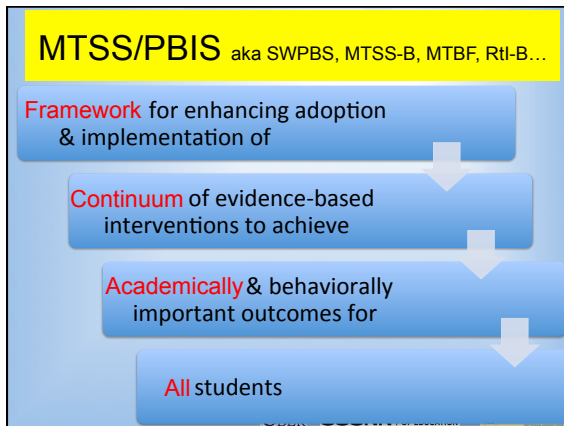 MTSS/PBIS aka SWPBS, MTSS-B, MTBF, RtI-B…
Framework for enhancing adoption
& implementation of
Continuum of evidence-based
interventions to achieve
Academically & behaviorally
important outcomes for
All students